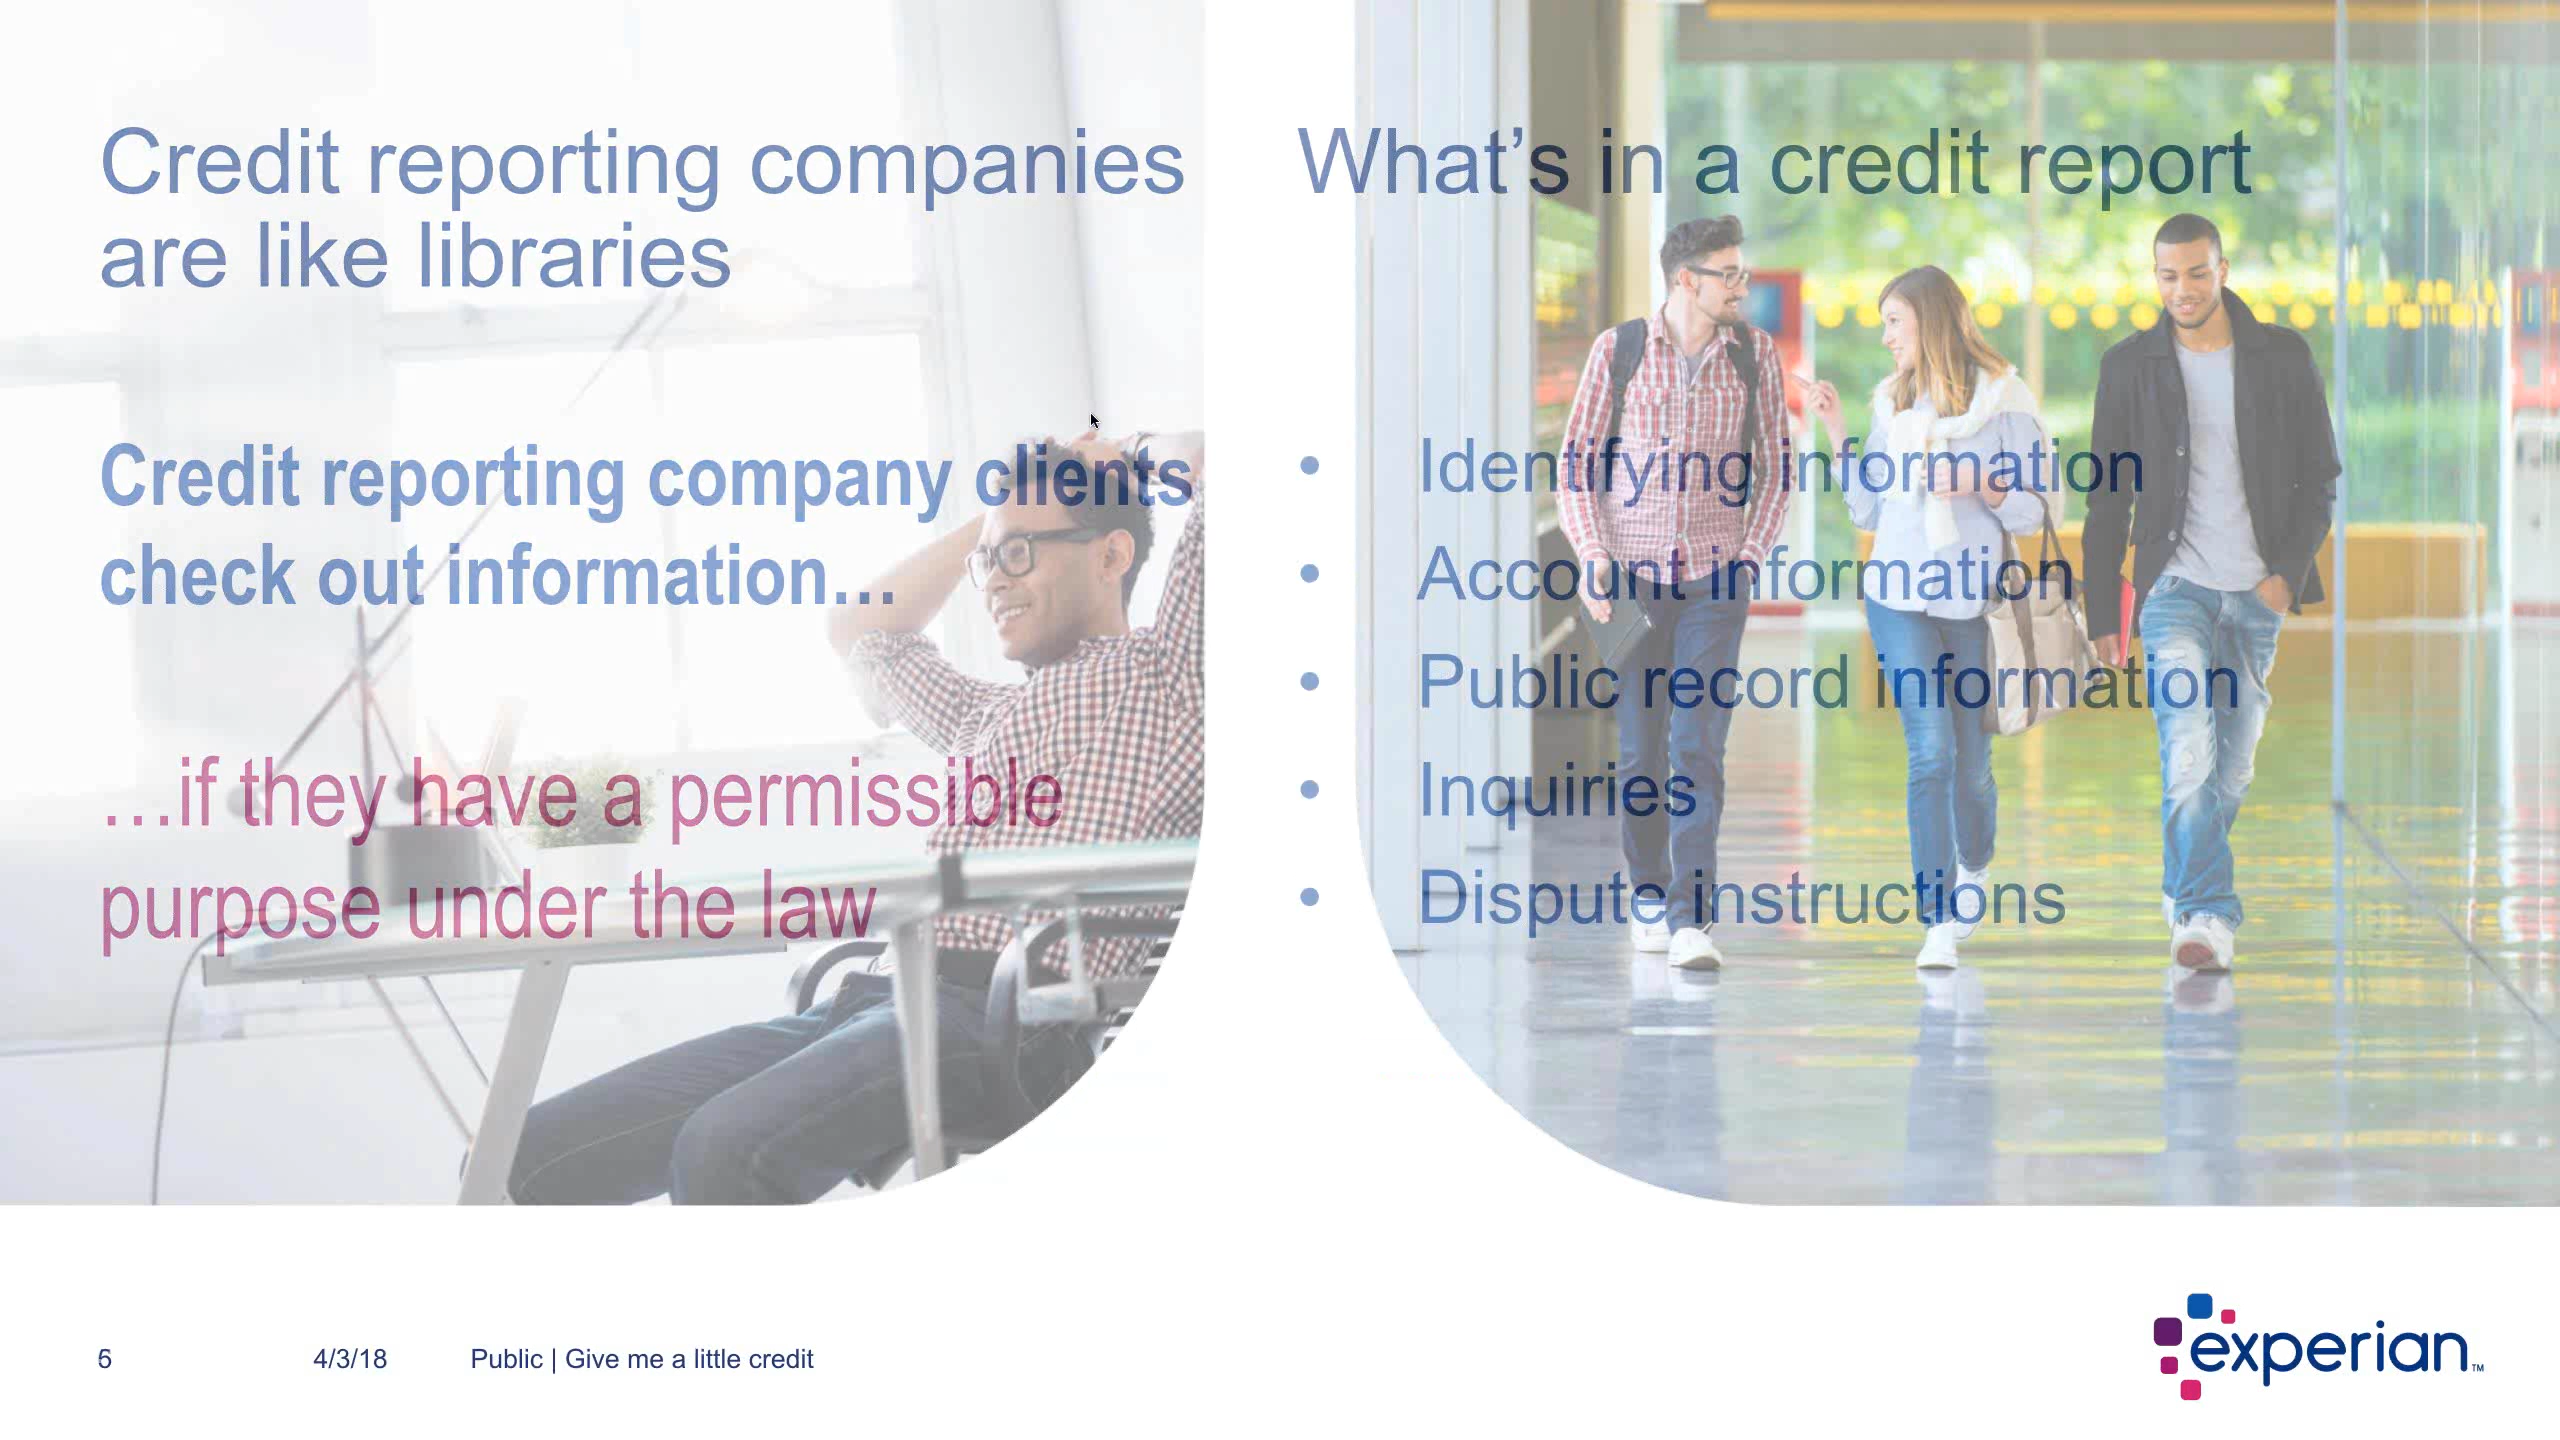 Credit reporting companies
are like libraries
Credit reporting company clients
check out information…
…if they have a permissible
purpose under the law
What’s in a credit report
• Identifying information
• Account information
• Public record information
• Inquiries
• Dispute instructions
4/3/18
Public | Give me a little credit
experian™